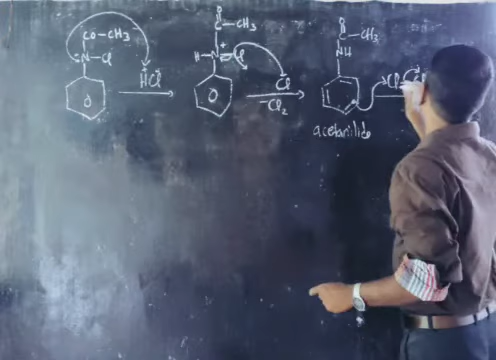 CO-CH₃
N-Cl
HCl
O
C-CH₃
H-N-Cl
+
Cl
-Cl₂
O
C-CH₃
NH
Cl
acetanilide